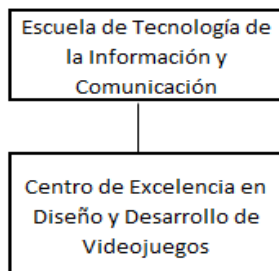 Escuela de Tecnología de
la Información y
Comunicación
Centro de Excelencia en
Diseño y Desarrollo de
Videojuegos